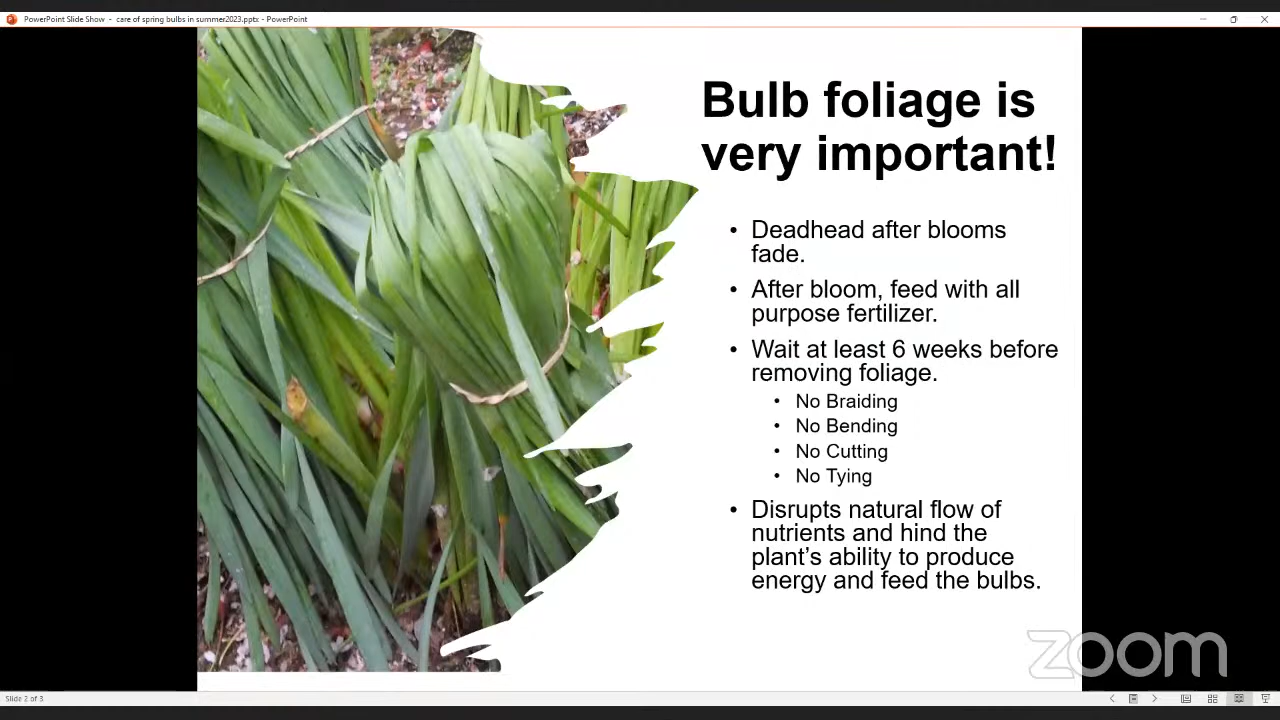 PowerPoint Slide Show - care of spring bulbs in summer2023.pptx - PowerPoint
Bulb foliage is
very important!
• Deadhead after blooms
fade.
• After bloom, feed with all
purpose fertilizer.
• Wait at least 6 weeks before
removing foliage.
• No Braiding
• No Bending
• No Cutting
• No Tying
• Disrupts natural flow of
nutrients and hind the
plant’s ability to produce
energy and feed the bulbs.
zoom
Slide 2 of 3